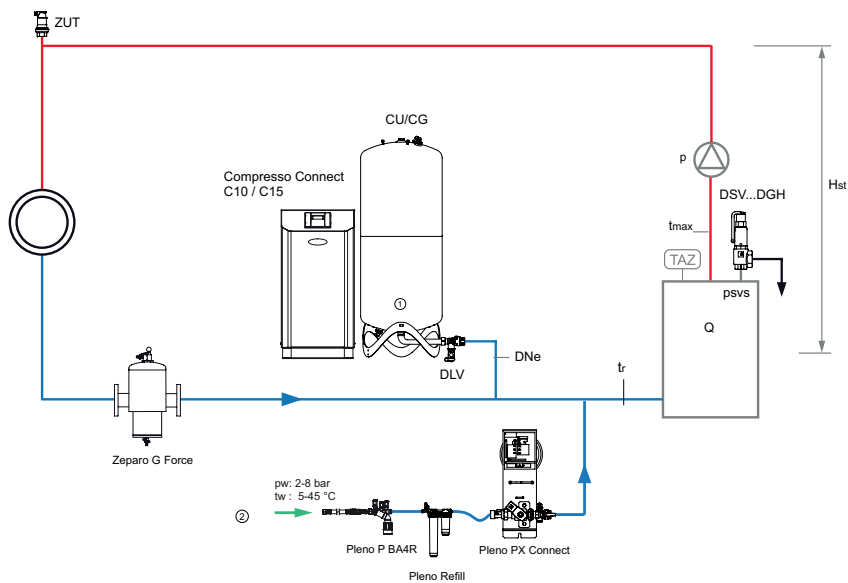 ZUT
CU/CG
Compresso Connect
C10 / C15
p
Hst
DSV...DGH
tmax
TAZ
psvs
Q
1
DNe
DLV
tr
Zeparo G Force
pw: 2-8 bar
tw : 5-45 °C
2
Pleno P BA4R
Pleno PX Connect
Pleno Refill